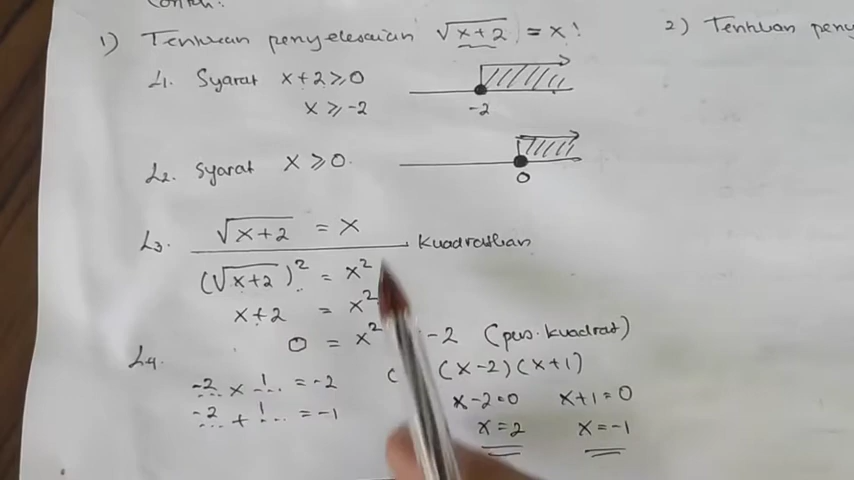 Contoh:
1) Tentukan penyelesaian √x+2 = x!
2) Tentukan peny
L1. Syarat x+2 ≥ 0
x ≥ -2
-2
L2. Syarat x ≥ 0.
0
L3. √x+2 = x
Kuadratkan
(√x+2)² = x²
x+2 = x²
0 = x² -2 (pers. kuadrat)
L4.
-2 x 1 = -2
(x-2)(x+1)
-2 + 1 = -1
x-2=0 x+1=0
x=2 x=-1